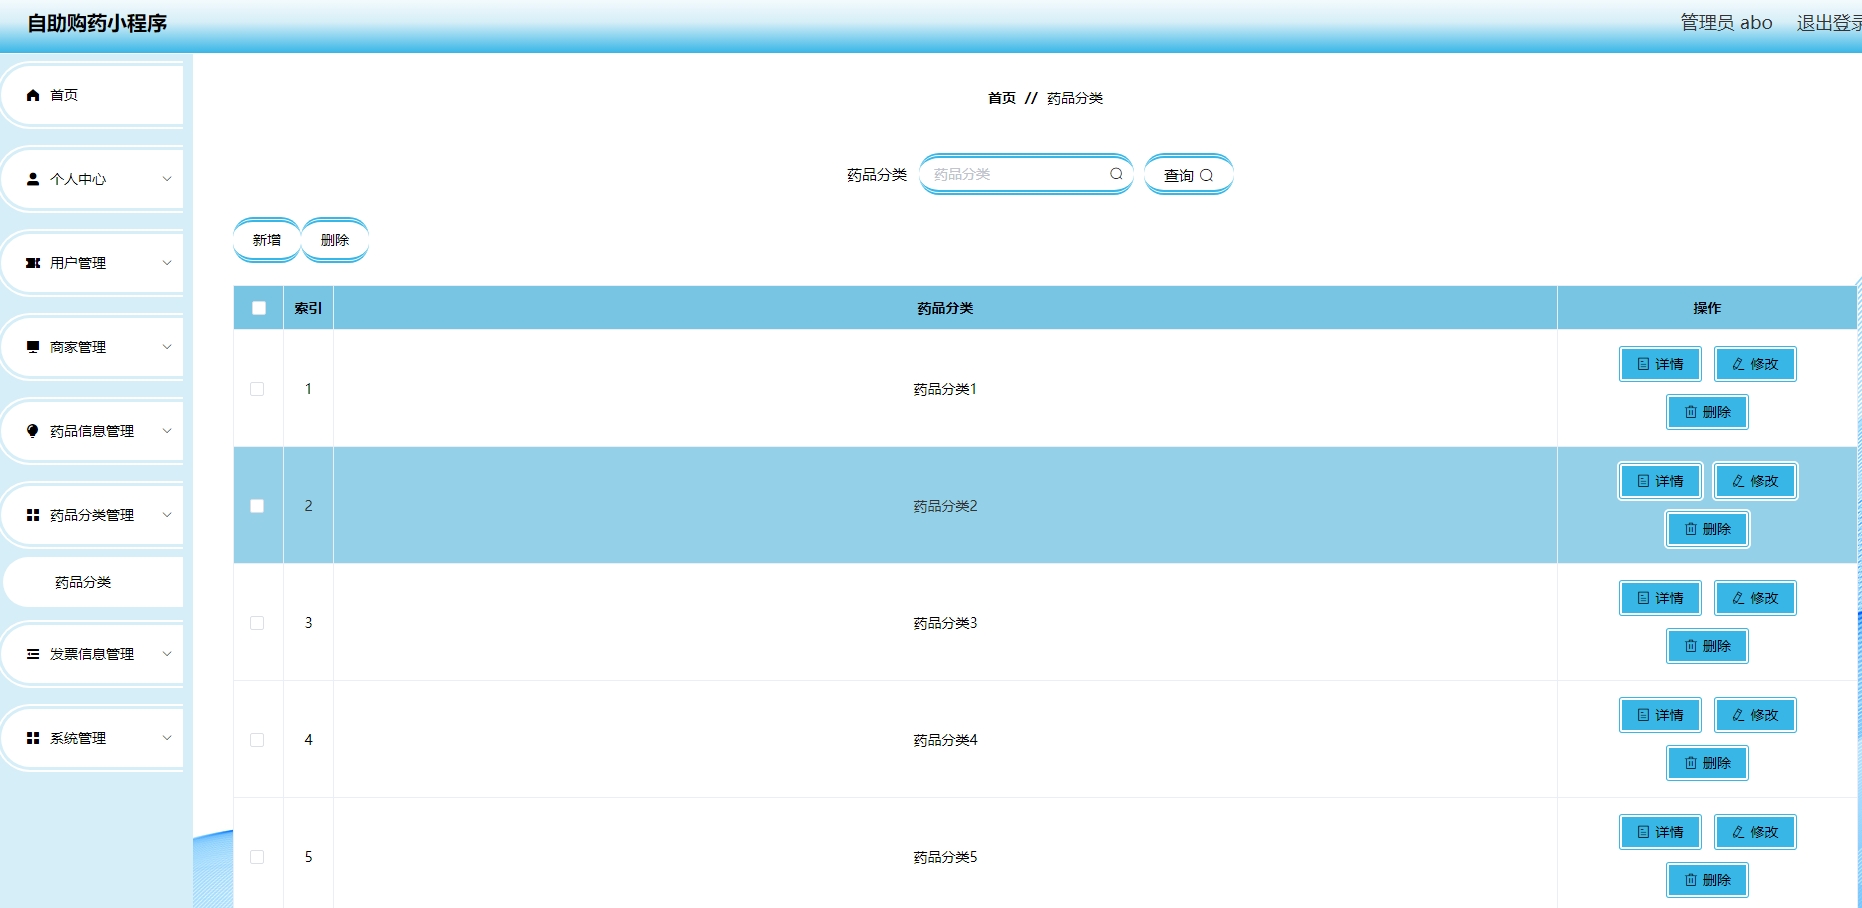 自助购药小程序
管理员 abo 退出登录
首页
个人中心
用户管理
商家管理
药品信息管理
药品分类管理
药品分类
发票信息管理
系统管理
首页 // 药品分类
药品分类 药品分类 查询
新增 删除
索引 药品分类 操作
1 药品分类1 详情 修改
删除
2 药品分类2 详情 修改
删除
3 药品分类3 详情 修改
删除
4 药品分类4 详情 修改
删除
5 药品分类5 详情 修改
删除